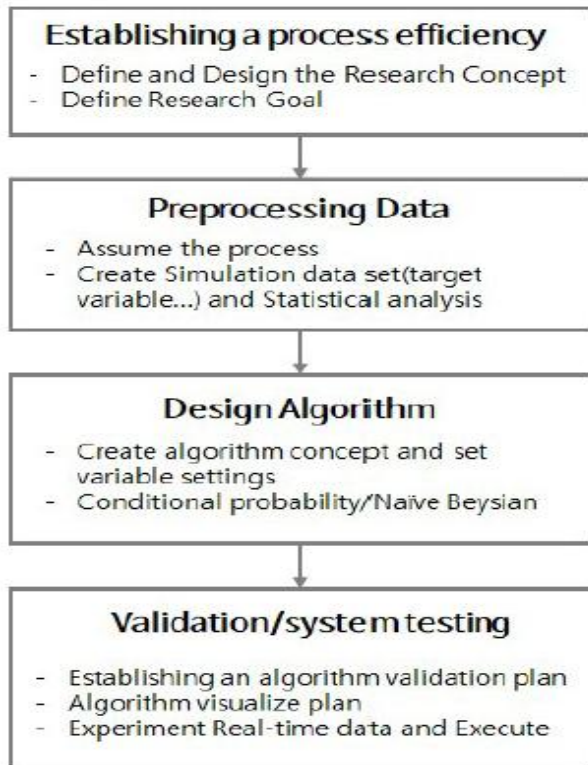 Establishing a process efficiency
- Define and Design the Research Concept
- Define Research Goal
Preprocessing Data
- Assume the process
- Create Simulation data set(target
variable...) and Statistical analysis
Design Algorithm
- Create algorithm concept and set
variable settings
- Conditional probability/'Naïve Beysian
Validation/system testing
- Establishing an algorithm validation plan
- Algorithm visualize plan
- Experiment Real-time data and Execute